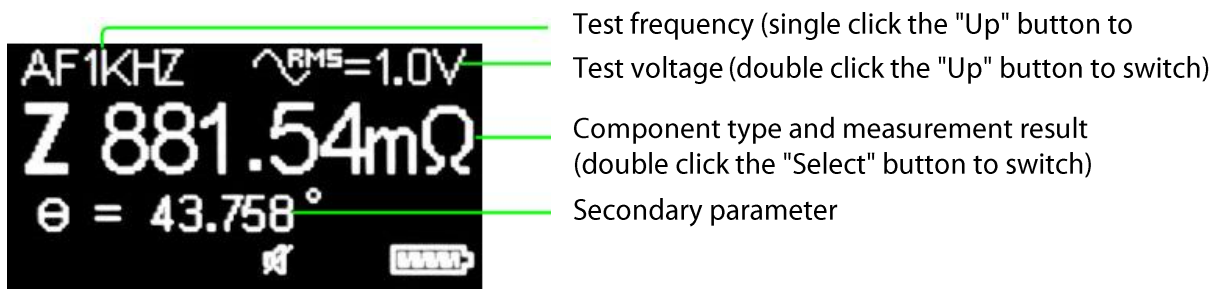 Test frequency (single click the "Up" button to
AF1KHZ RMS=1.0V
Test voltage (double click the "Up" button to switch)
Z 881.54mΩ
Component type and measurement result
(double click the "Select" button to switch)
θ = 43.758°
Secondary parameter